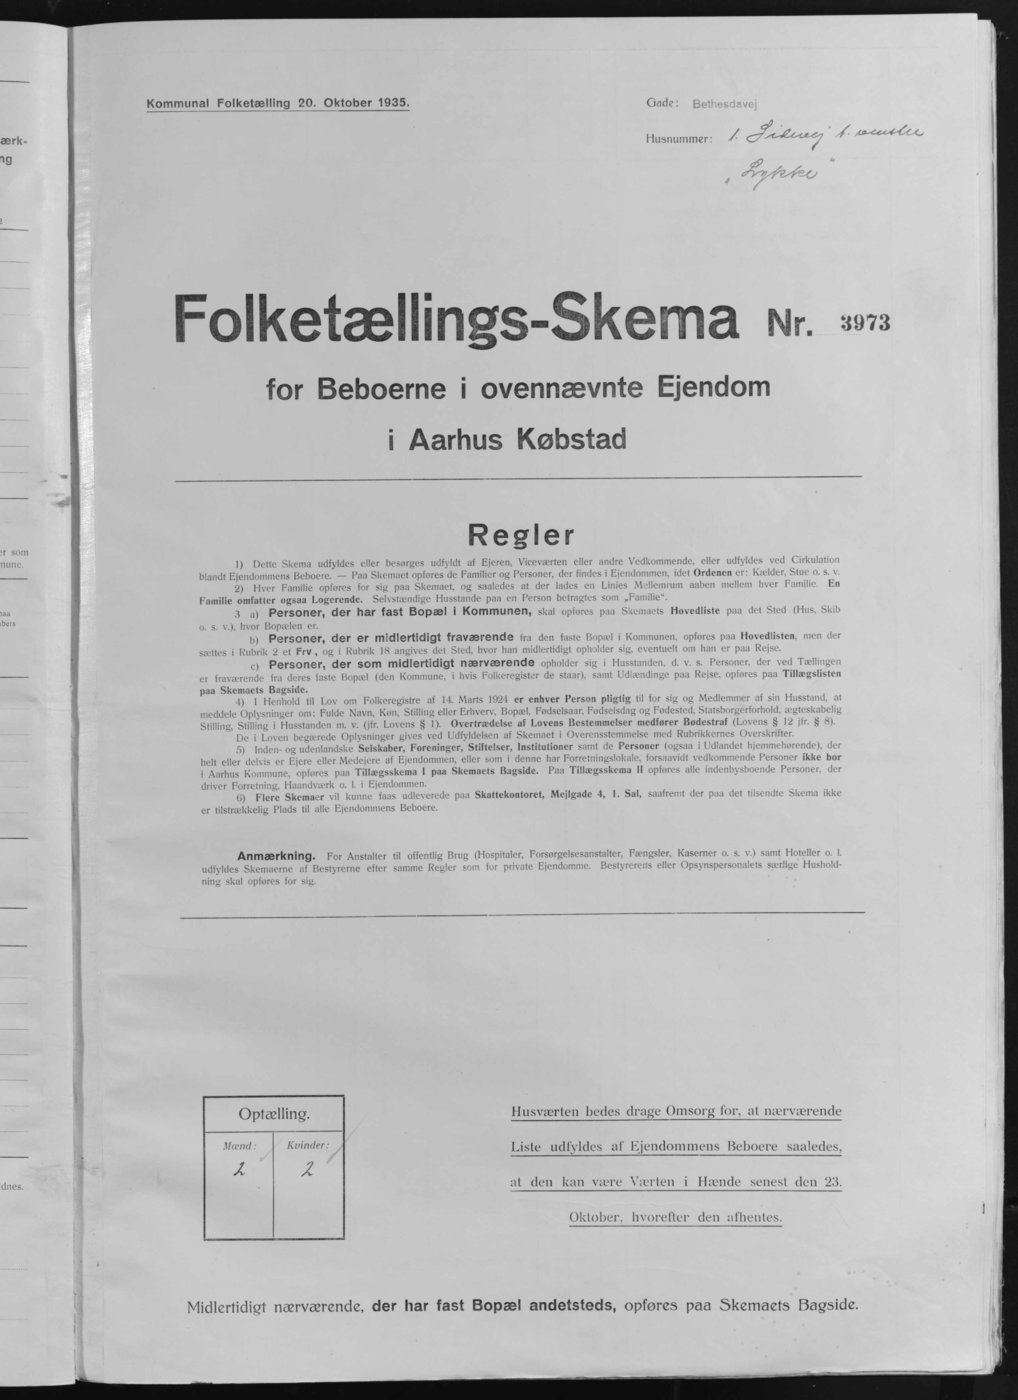 Kommunal Folketælling 20. Oktober 1935.
Gade: Bethesdavej
Husnummer: 1. Sidevej t. venstre
„Lykke"
Folketællings-Skema Nr. 3973
for Beboerne i ovennævnte Ejendom
i Aarhus Købstad
Regler
1) Dette Skema udfyldes eller besørges udfyldt af Ejeren, Viceværten eller andre Vedkommende, eller udfyldes ved Cirkulation
blandt Ejendommens Beboere. — Paa Skemaet opføres de Familier og Personer, der findes i Ejendommen, idet Ordenen er: Kælder, Stue o. s. v.
2) Hver Familie opføres for sig paa Skemaet, og saaledes at der lades en Linies Mellemrum aaben mellem hver Familie. En
Familie omfatter ogsaa Logerende. Selvstændige Husstande paa en Person betragtes som „Familie".
3 a) Personer, der har fast Bopæl i Kommunen, skal opføres paa Skemaets Hovedliste paa det Sted (Hus, Skib
o. s. v.), hvor Bopælen er.
b) Personer, der er midlertidigt fraværende fra den faste Bopæl i Kommunen, opføres paa Hovedlisten, men der
sættes i Rubrik 2 et Frv, og i Rubrik 18 angives det Sted, hvor han midlertidigt opholder sig, eventuelt om han er paa Rejse.
c) Personer, der som midlertidigt nærværende opholder sig i Husstanden, d. v. s. Personer, der ved Tællingen
er fraværende fra deres faste Bopæl (den Kommune, i hvis Folkeregister de staar), samt Udlændinge paa Rejse, opføres paa Tillægslisten
paa Skemaets Bagside.
4) I Henhold til Lov om Folkeregistre af 14. Marts 1924 er enhver Person pligtig til for sig og Medlemmer af sin Husstand, at
meddele Oplysninger om: Fulde Navn, Køn, Stilling eller Erhverv, Bopæl, Fødselsaar, Fødselsdag og Fødested, Statsborgerforhold, ægteskabelig
Stilling, Stilling i Husstanden m. v. (jfr. Lovens § 1). Overtrædelse af Lovens Bestemmelser medfører Bødestraf (Lovens § 12 jfr. § 8).
De i Loven begærede Oplysninger gives ved Udfyldelsen af Skemaet i Overensstemmelse med Rubrikkernes Overskrifter.
5) Inden- og udenlandske Selskaber, Foreninger, Stiftelser, Institutioner samt de Personer (ogsaa i Udlandet hjemmehørende), der
helt eller delvis er Ejere eller Medejere af Ejendommen, eller som i denne har Forretningslokale, forsaavidt vedkommende Personer ikke bor
i Aarhus Kommune, opføres paa Tillægsskema I paa Skemaets Bagside. Paa Tillægsskema II opføres alle indenbysboende Personer, der
driver Forretning, Haandværk o. l. i Ejendommen.
6) Flere Skemaer vil kunne faas udleverede paa Skattekontoret, Mejlgade 4, 1. Sal, saafremt der paa det tilsendte Skema ikke
er tilstrækkelig Plads til alle Ejendommens Beboere.
Anmærkning. For Anstalter til offentlig Brug (Hospitaler, Forsørgelsesanstalter, Fængsler, Kaserner o. s. v.) samt Hoteller o. l.
udfyldes Skemaerne af Bestyrerne efter samme Regler som for private Ejendomme. Bestyrerens eller Opsynspersonalets særlige Hushold-
ning skal opføres for sig.
Optælling.
Mænd: Kvinder:
2 2
Husværten bedes drage Omsorg for, at nærværende
Liste udfyldes af Ejendommens Beboere saaledes,
at den kan være Værten i Hænde senest den 23.
Oktober, hvorefter den afhentes.
Midlertidigt nærværende, der har fast Bopæl andetsteds, opføres paa Skemaets Bagside.